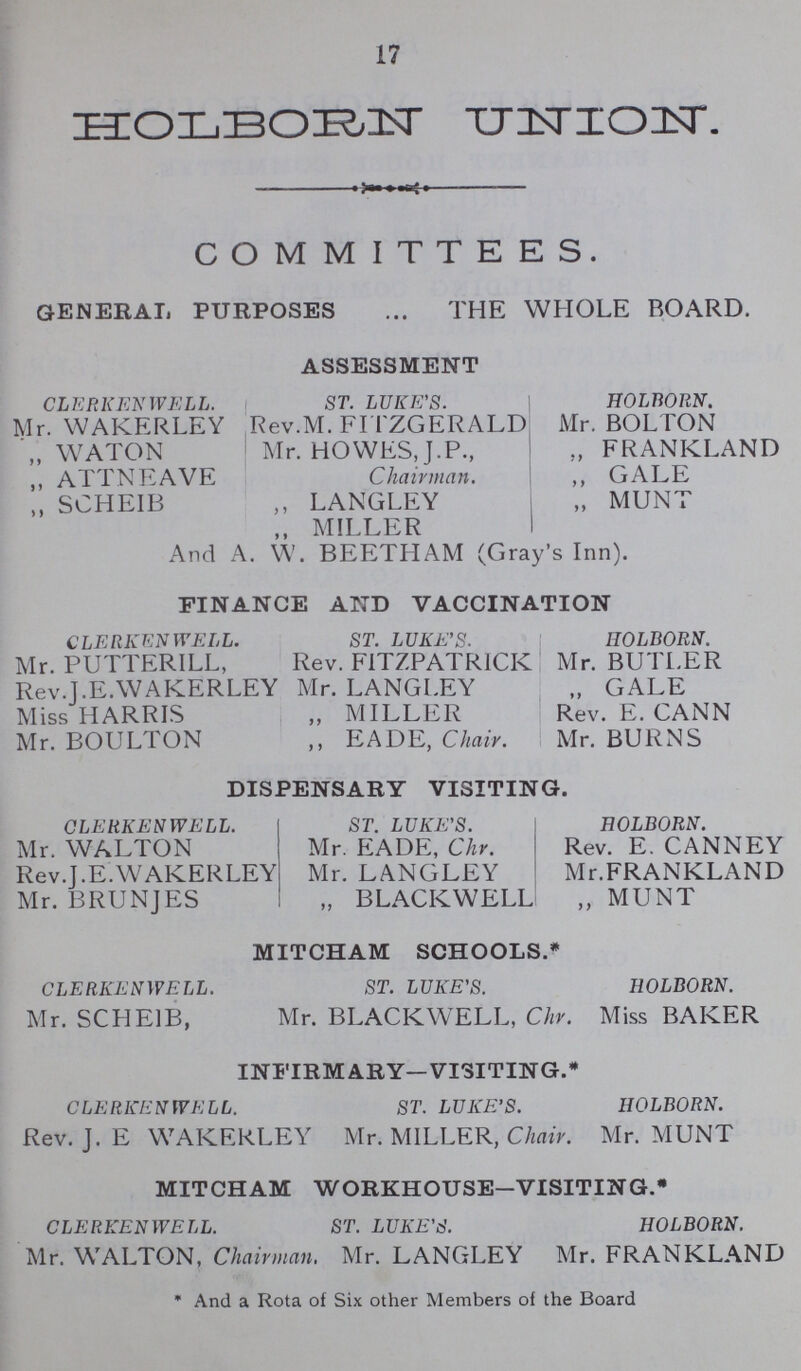 17
HOLBORN UNION.
COMMITTEES.
GENERAL PURPOSES ... THE WHOLE BOARD.
ASSESSMENT
CLERKENWELL. ST. LUKE'S. HOLBORN.
Mr. WAKERLEY Rev. M. FITZGERALD Mr. BOLTON
„ WATON Mr. HOWES, J.P., „ FRANKLAND
„ ATTNEAVE Chairman. „ GALE
„ SCHEIB „ LANGLEY „ MUNT
„ MILLER
And A. W. BEETHAM (Gray's Inn).
FINANCE AND VACCINATION
CLERKENWELL. ST. LUKE'S. HOLBORN.
Mr. PUTTERILL, Rev. FITZPATRICK Mr. BUTLER
Rev. J.E. WAKERLEY Mr. LANGLEY „ GALE
Miss HARRIS „ MILLER Rev. E. CANN
Mr. BOULTON „ EADE, Chair. Mr. BURNS
DISPENSARY VISITING.
CLERKENWELL. ST. LUKE'S. HOLBORN.
Mr. WALTON Mr. EADE, Chr. Rev. E. CANNEY
Rev. J.E. WAKERLEY Mr. LANGLEY Mr. FRANKLAND
Mr. BRUNJES „ BLACKWELL „ MUNT
MITCHAM SCHOOLS.*
CLERKENWELL. ST. LUKE'S. HOLBORN.
Mr. SCHEIB, Mr. BLACKWELL, Chr. Miss BAKER
INFIRMARY—VISITING.*
CLERKENWELL. ST. LUKE'S. HOLBORN.
Rev. J. E WAKERLEY Mr. MILLER, Chair. Mr. MUNT
MITCHAM WORKHOUSE—VISITING.*
CLERKENWELL. ST. LUKE'S. HOLBORN.
Mr. WALTON, Chairman. Mr. LANGLEY Mr. FRANKLAND
* And a Rota of Six other Members of the Board